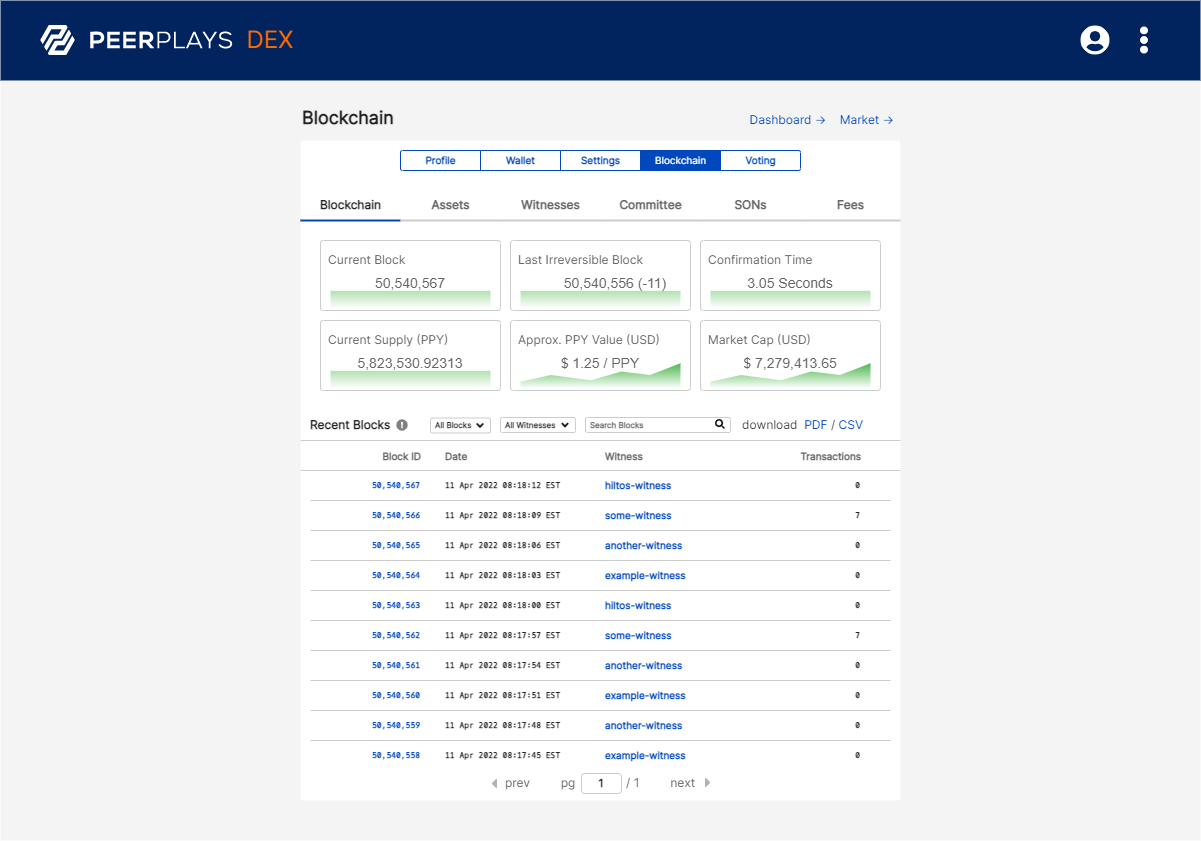 PEERPLAYS DEX
Blockchain
Dashboard → Market →
Profile Wallet Settings Blockchain Voting
Blockchain Assets Witnesses Committee SONs Fees
Current Block Last Irreversible Block Confirmation Time
50,540,567 50,540,556 (-11) 3.05 Seconds
Current Supply (PPY) Approx. PPY Value (USD) Market Cap (USD)
5,823,530.92313 $ 1.25 / PPY $ 7,279,413.65
Recent Blocks All Blocks All Witnesses Search Blocks download PDF / CSV
Block ID Date Witness Transactions
50,540,567 11 Apr 2022 08:18:12 EST hiltos-witness 0
50,540,566 11 Apr 2022 08:18:09 EST some-witness 7
50,540,565 11 Apr 2022 08:18:06 EST another-witness 0
50,540,564 11 Apr 2022 08:18:03 EST example-witness 0
50,540,563 11 Apr 2022 08:18:00 EST hiltos-witness 0
50,540,562 11 Apr 2022 08:17:57 EST some-witness 7
50,540,561 11 Apr 2022 08:17:54 EST another-witness 0
50,540,560 11 Apr 2022 08:17:51 EST example-witness 0
50,540,559 11 Apr 2022 08:17:48 EST another-witness 0
50,540,558 11 Apr 2022 08:17:45 EST example-witness 0
prev pg 1 / 1 next